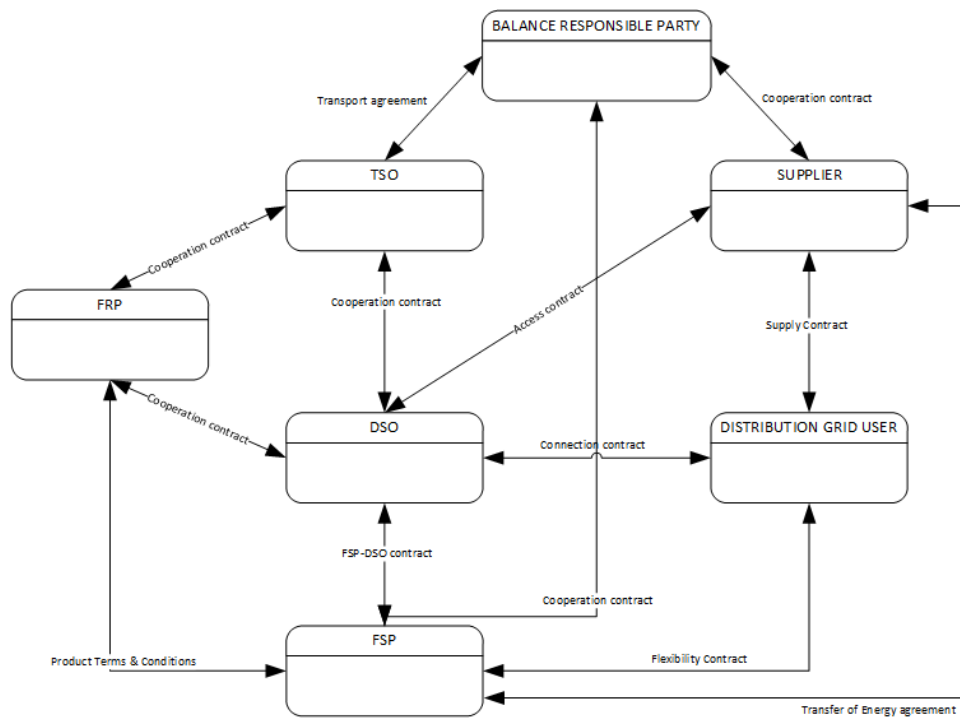 BALANCE RESPONSIBLE PARTY
Transport agreement
Cooperation contract
TSO
SUPPLIER
Cooperation contract
FRP
Cooperation contract
Access contract
Supply Contract
Cooperation contract
DSO
DISTRIBUTION GRID USER
Connection contract
FSP-DSO contract
Cooperation contract
FSP
Product Terms & Conditions
Flexibility Contract
Transfer of Energy agreement